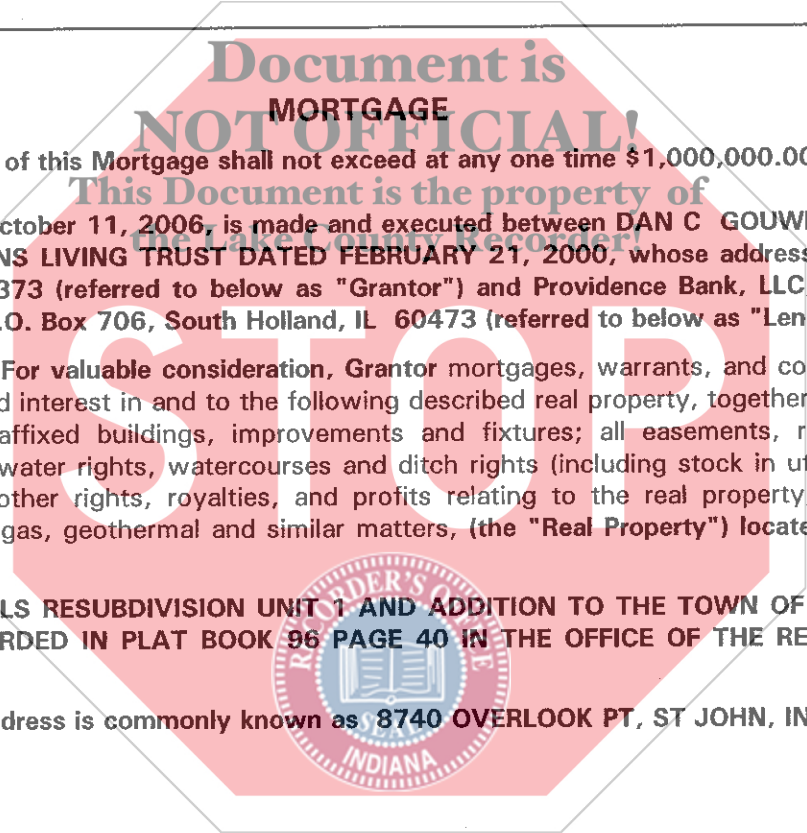 Document is
MORTGAGE
NOT OFFICIAL!
of this Mortgage shall not exceed at any one time $1,000,000.00
This Document is the property of
ctober 11, 2006, is made and executed between DAN C GOUW
the Lake County Recorder!
NS LIVING TRUST DATED FEBRUARY 21, 2000, whose address
373 (referred to below as "Grantor") and Providence Bank, LLC
.O. Box 706, South Holland, IL 60473 (referred to below as "Len
STOP
For valuable consideration, Grantor mortgages, warrants, and co
d interest in and to the following described real property, together
affixed buildings, improvements and fixtures; all easements, r
water rights, watercourses and ditch rights (including stock in ut
other rights, royalties, and profits relating to the real property
gas, geothermal and similar matters, (the "Real Property") locate
LS RESUBDIVISION UNIT 1 AND ADDITION TO THE TOWN OF
RDED IN PLAT BOOK 96 PAGE 40 IN THE OFFICE OF THE RE
RECORDER'S OFFICE
SEAL
INDIANA
dress is commonly known as 8740 OVERLOOK PT, ST JOHN, IN